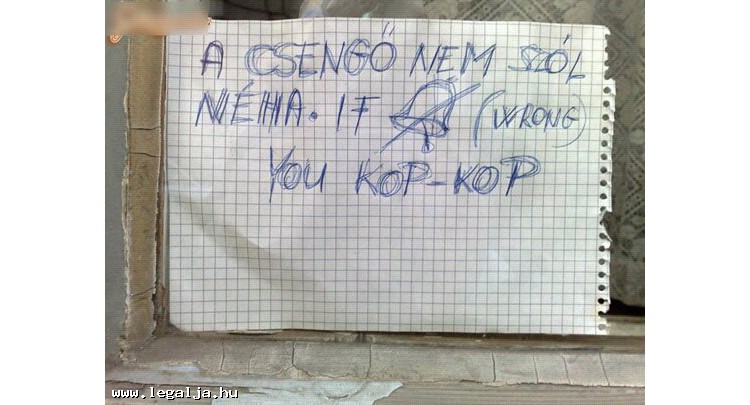 A CSENGŐ NEM SZÓL
NÉHA. IF (WRONG)
YOU KOP-KOP
www.legalja.hu